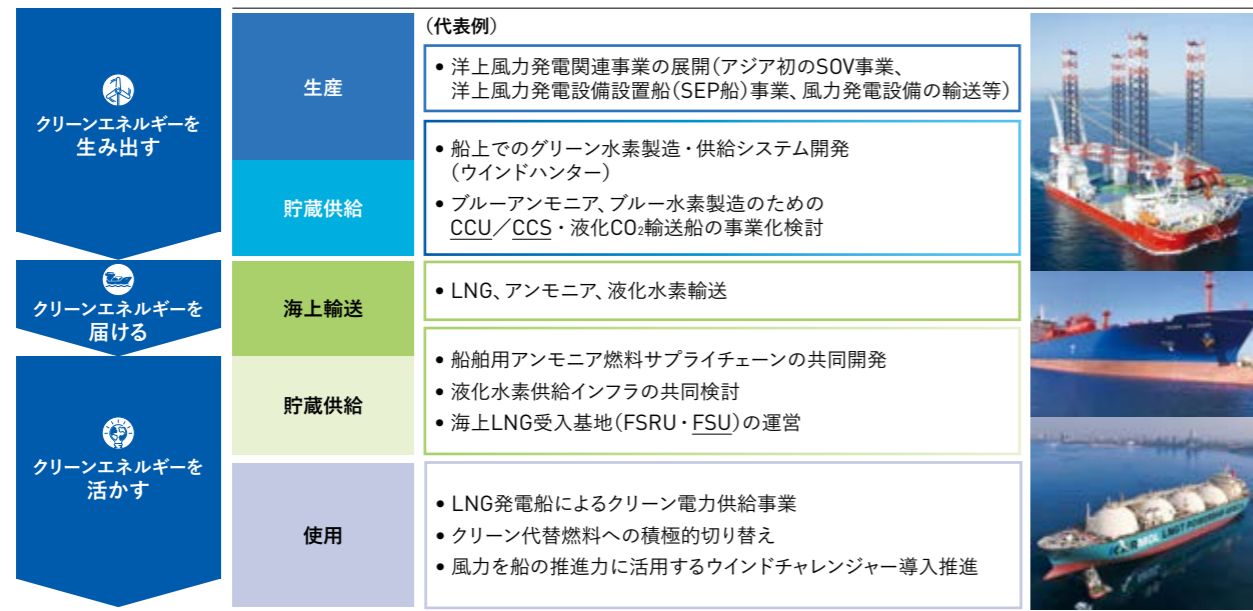 (代表例)
クリーンエネルギーを
生み出す
生産
• 洋上風力発電関連事業の展開(アジア初のSOV事業、
洋上風力発電設備設置船(SEP船)事業、風力発電設備の輸送等)
貯蔵供給
• 船上でのグリーン水素製造・供給システム開発
(ウインドハンター)
• ブルーアンモニア、ブルー水素製造のための
CCU/CCS・液化CO₂輸送船の事業化検討
クリーンエネルギーを
届ける
海上輸送
• LNG、アンモニア、液化水素輸送
クリーンエネルギーを
活かす
貯蔵供給
• 船舶用アンモニア燃料サプライチェーンの共同開発
• 液化水素供給インフラの共同検討
• 海上LNG受入基地(FSRU・FSU)の運営
使用
• LNG発電船によるクリーン電力供給事業
• クリーン代替燃料への積極的切り替え
• 風力を船の推進力に活用するウインドチャレンジャー導入推進
KARMOL LNGT POWERSHIP